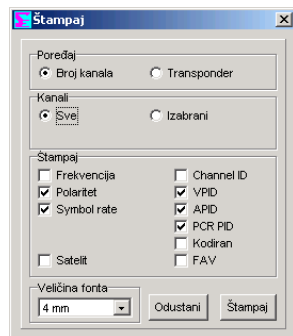 Štampaj
Poređaj
Broj kanala Transponder
Kanali
Sve Izabrani
Štampaj
Frekvencija Channel ID
Polaritet VPID
Symbol rate APID
PCR PID
Kodiran
Satelit FAV
Veličina fonta
4 mm Odustani Štampaj